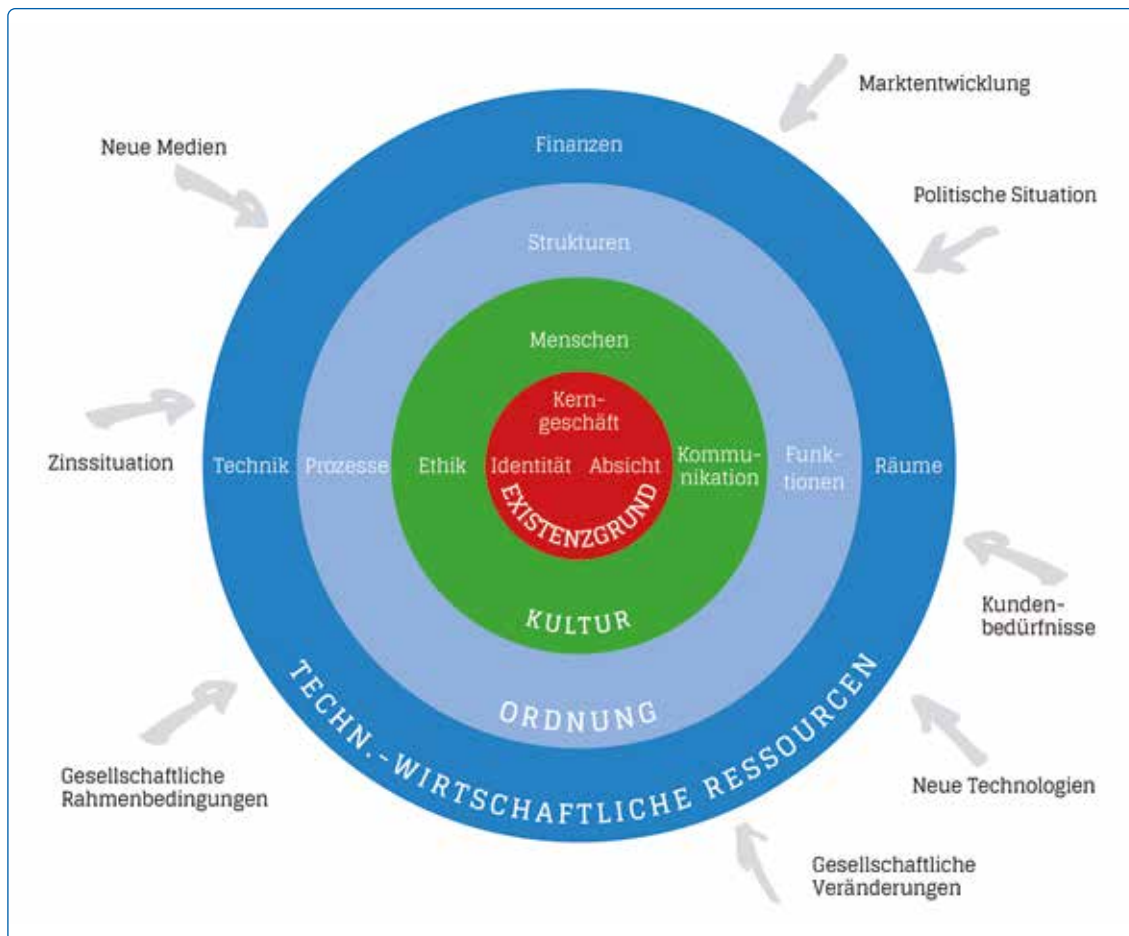 Marktentwicklung
Neue Medien
Finanzen
Politische Situation
Strukturen
Menschen
Kern-
geschäft
Zinssituation
Technik
Prozesse
Ethik
Identität
Absicht
Kommu-
nikation
Funk-
tionen
Räume
EXISTENZGRUND
KULTUR
ORDNUNG
TECHN.-WIRTSCHAFTLICHE RESSOURCEN
Kunden-
bedürfnisse
Gesellschaftliche
Rahmenbedingungen
Neue Technologien
Gesellschaftliche
Veränderungen